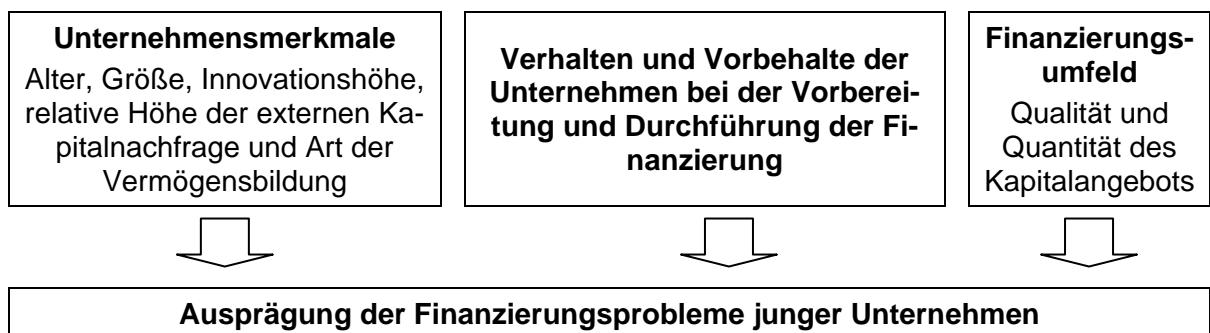 Unternehmensmerkmale
Alter, Größe, Innovationshöhe,
relative Höhe der externen Ka-
pitalnachfrage und Art der
Vermögensbildung
Verhalten und Vorbehalte der
Unternehmen bei der Vorberei-
tung und Durchführung der Fi-
nanzierung
Finanzierungs-
umfeld
Qualität und
Quantität des
Kapitalangebots
Ausprägung der Finanzierungsprobleme junger Unternehmen